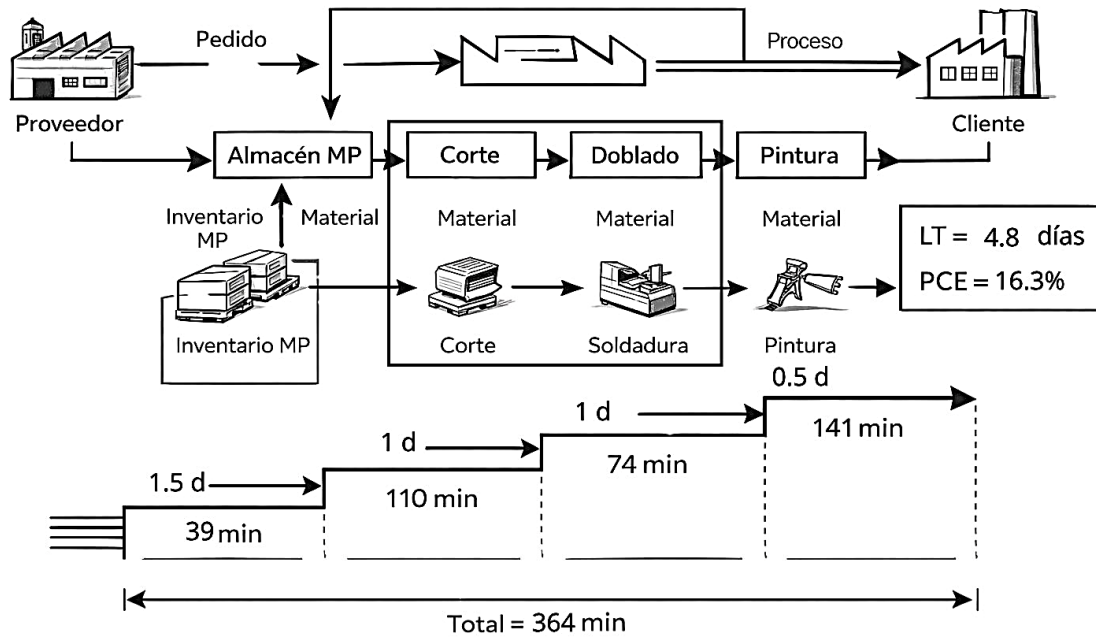 Pedido
Proceso
Proveedor
Cliente
Almacén MP
Corte
Doblado
Pintura
Inventario
MP
Material
Material
Material
Material
LT = 4.8 días
PCE = 16.3%
Inventario MP
Corte
Soldadura
Pintura
0.5 d
1 d
141 min
1 d
74 min
1.5 d
110 min
39 min
Total = 364 min